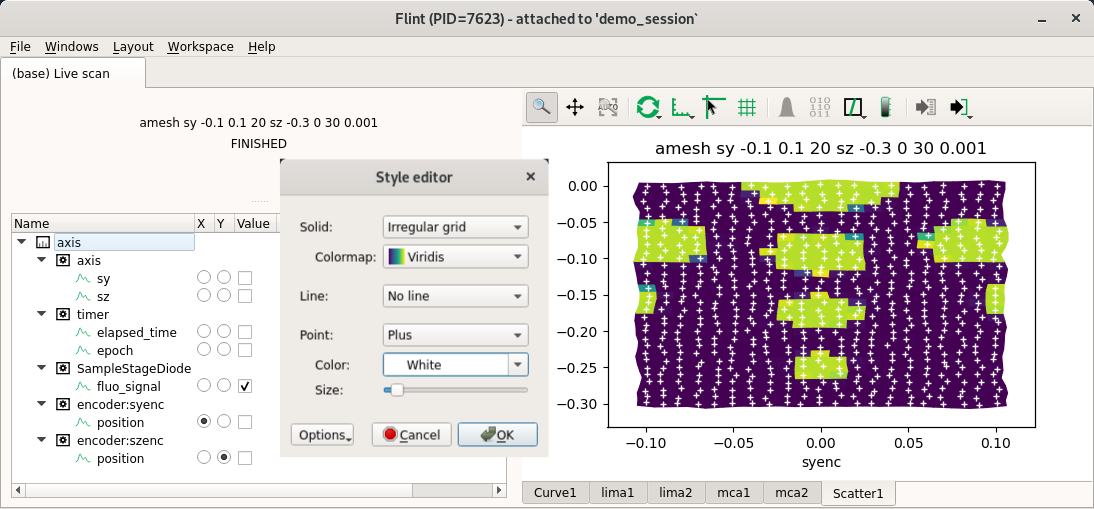 Flint (PID=7623) - attached to 'demo_session`
File Windows Layout Workspace Help
(base) Live scan
amesh sy -0.1 0.1 20 sz -0.3 0 30 0.001
FINISHED
Name X Y Value
axis
axis
sy
sz
timer
elapsed_time
epoch
SampleStageDiode
fluo_signal
encoder:syenc
position
encoder:szenc
position
Style editor
Solid: Irregular grid
Colormap: Viridis
Line: No line
Point: Plus
Color: White
Size:
Options
Cancel
OK
AUTO
010
110
011
amesh sy -0.1 0.1 20 sz -0.3 0 30 0.001
0.00
−0.05
−0.10
−0.15
−0.20
−0.25
−0.30
−0.10 −0.05 0.00 0.05 0.10
syenc
Curve1 lima1 lima2 mca1 mca2 Scatter1